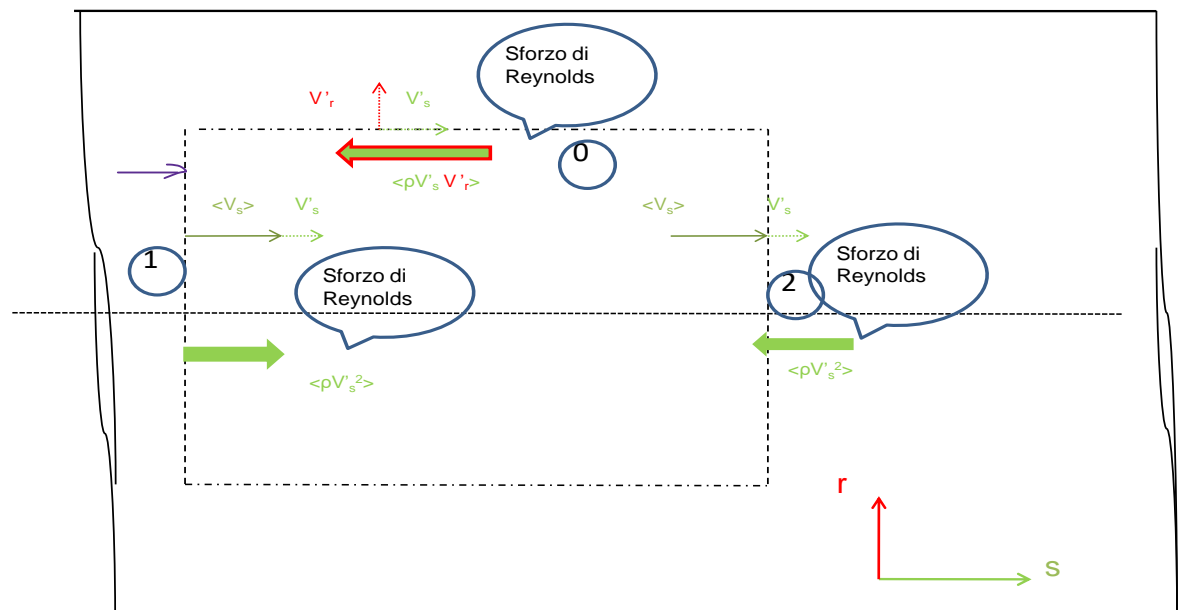 Sforzo di
Reynolds
V'r V's
0
<ρV's V'r>
<Vs> V's
<Vs> V's
1
Sforzo di
Reynolds
2
Sforzo di
Reynolds
<ρV's²>
<ρV's²>
r
s